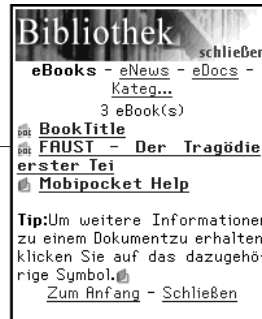 Bibliothek
schließen
eBooks – eNews – eDocs –
Kateg...
3 eBook(s)
BookTitle
FAUST – Der Tragödie
erster Tei
Mobipocket Help
Tip:Um weitere Informationen
zu einem Dokumentzu erhalten
klicken Sie auf das dazugehö-
rige Symbol.
Zum Anfang – Schließen